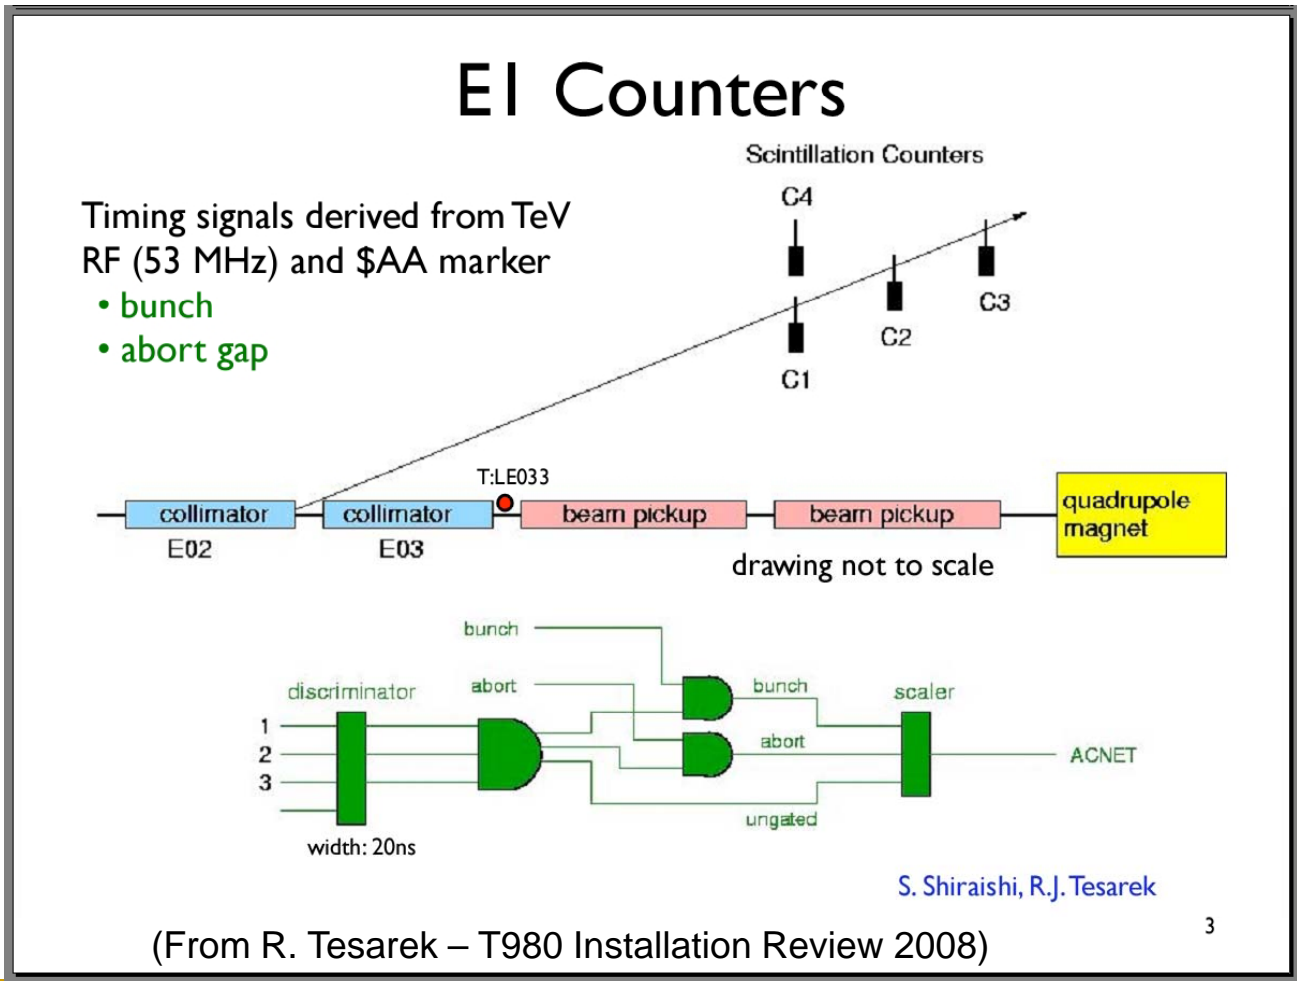 E1 Counters
Scintillation Counters
C4
Timing signals derived from TeV
RF (53 MHz) and $AA marker
• bunch
• abort gap
C3
C2
C1
T:LE033
collimator
collimator
beam pickup
beam pickup
quadrupole
magnet
E02
E03
drawing not to scale
bunch
discriminator
abort
bunch
scaler
1
2
3
abort
ACNET
ungated
width: 20ns
S. Shiraishi, R.J. Tesarek
3
(From R. Tesarek – T980 Installation Review 2008)